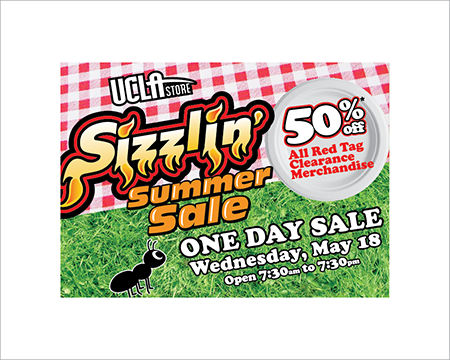 UCLA STORE
Sizzlin'
Summer
Sale
50%*
off
All Red Tag
Clearance
Merchandise
ONE DAY SALE
Wednesday, May 18
Open 7:30am to 7:30pm